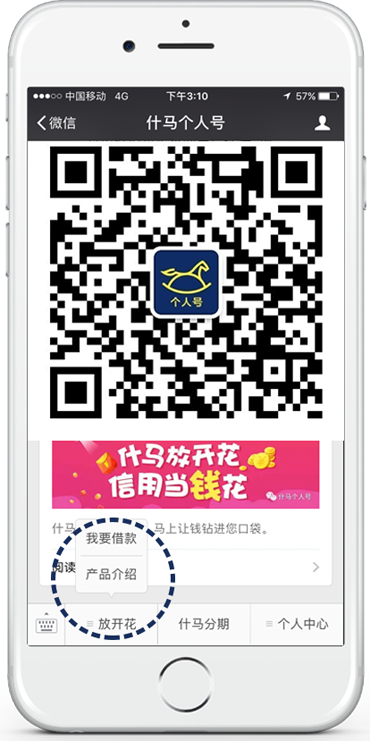 中国移动 4G 下午3:10 57%
微信 什马个人号
个人号
什马放开花
信用当钱花
什马个人号
什马 马上让钱钻进您口袋。
我要借款
阅读
产品介绍
放开花 什马分期 个人中心